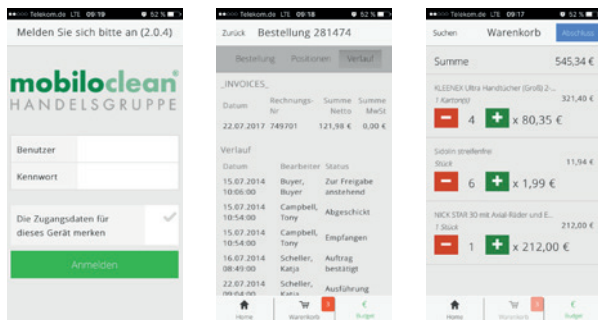 Telekom.de LTE 09:19 52 %
Melden Sie sich bitte an (2.0.4)
mobiloclean
HANDELSGRUPPE
Benutzer
Kennwort
Die Zugangsdaten für
dieses Gerät merken
Anmelden
Telekom.de LTE 09:18 52 %
Zurück Bestellung 281474
Bestellung Positionen Verlauf
_INVOICES_
Datum Rechnungs-Nr Summe Netto Summe MwSt
22.07.2017 749701 121,98 € 0,00 €
Verlauf
Datum Bearbeiter Status
15.07.2014 Buyer, Zur Freigabe
10:06:00 Buyer anstehend
15.07.2014 Campbell, Abgeschickt
10:54:00 Tony
15.07.2014 Campbell, Empfangen
10:54:00 Tony
16.07.2014 Scheller, Auftrag
08:49:00 Katja bestätigt
22.07.2014 Scheller, Ausführung
09:04:00 Katja
Home Warenkorb 3 € Budget
Telekom.de LTE 09:17 52 %
Suchen Warenkorb Abschluss
Summe 545,34 €
KLEENEX Ultra Handtücher (Groß) 2-...
1 Karton(s) 321,40 €
4 x 80,35 €
Sidolin streifenfrei
Stück 11,94 €
6 x 1,99 €
NICK STAR 30 mit Axial-Räder und E...
1 Stück 212,00 €
1 x 212,00 €
Home Warenkorb 3 € Budget